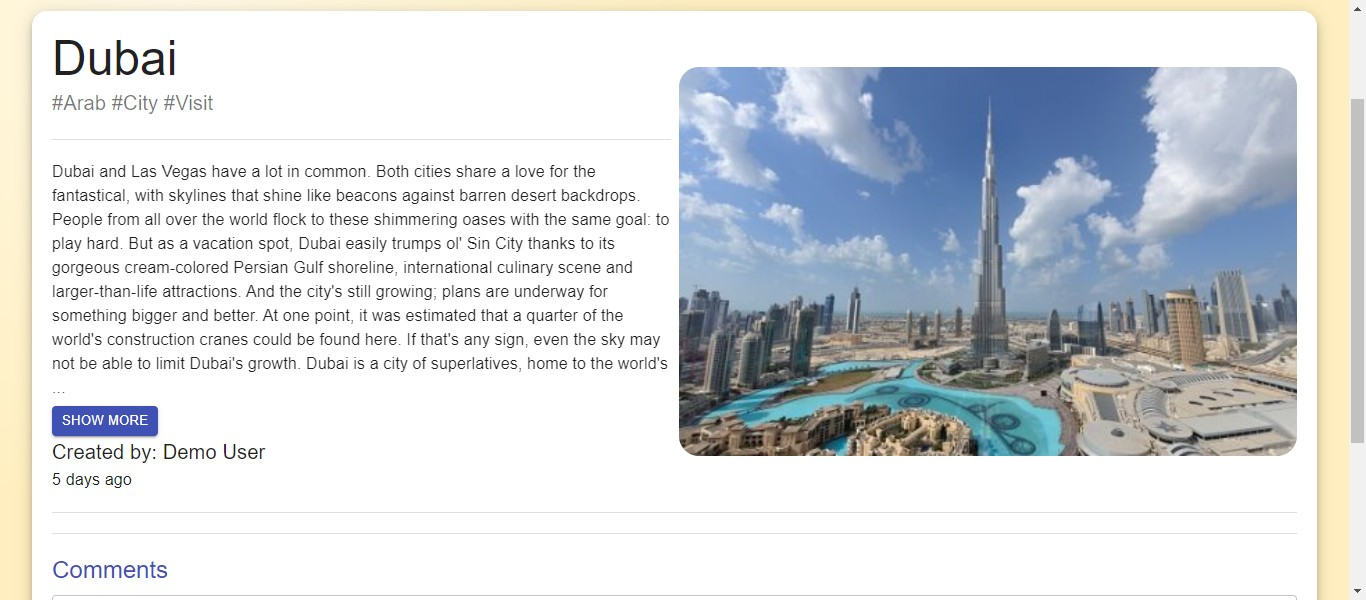 Dubai
#Arab #City #Visit
Dubai and Las Vegas have a lot in common. Both cities share a love for the
fantastical, with skylines that shine like beacons against barren desert backdrops.
People from all over the world flock to these shimmering oases with the same goal: to
play hard. But as a vacation spot, Dubai easily trumps ol' Sin City thanks to its
gorgeous cream-colored Persian Gulf shoreline, international culinary scene and
larger-than-life attractions. And the city's still growing; plans are underway for
something bigger and better. At one point, it was estimated that a quarter of the
world's construction cranes could be found here. If that's any sign, even the sky may
not be able to limit Dubai's growth. Dubai is a city of superlatives, home to the world's
...
SHOW MORE
Created by: Demo User
5 days ago
Comments